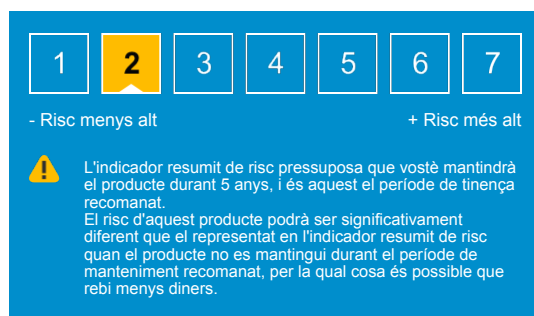 1 2 3 4 5 6 7
- Risc menys alt + Risc més alt
L'indicador resumit de risc pressuposa que vostè mantindrà
el producte durant 5 anys, i és aquest el període de tinença
recomanat.
El risc d'aquest producte podrà ser significativament
diferent que el representat en l'indicador resumit de risc
quan el producte no es mantingui durant el període de
manteniment recomanat, per la qual cosa és possible que
rebi menys diners.